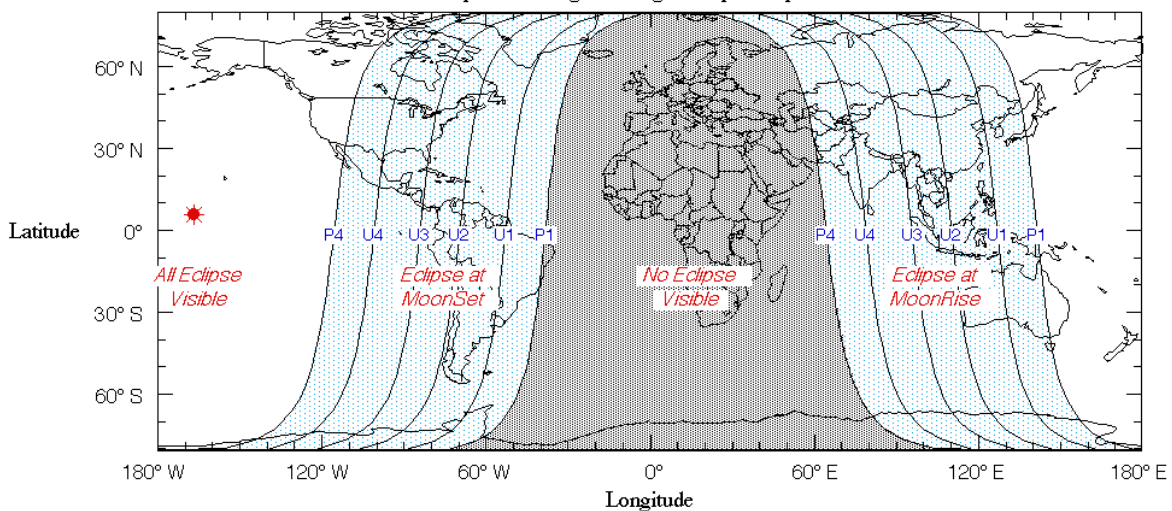 60° N
30° N
Latitude
0°
P4 U4 U3 U2 U1 P1 P4 U4 U3 U2 U1 P1
All Eclipse
Visible
Eclipse at
MoonSet
No Eclipse
Visible
Eclipse at
MoonRise
30° S
60° S
180° W 120° W 60° W 0° 60° E 120° E 180° E
Longitude